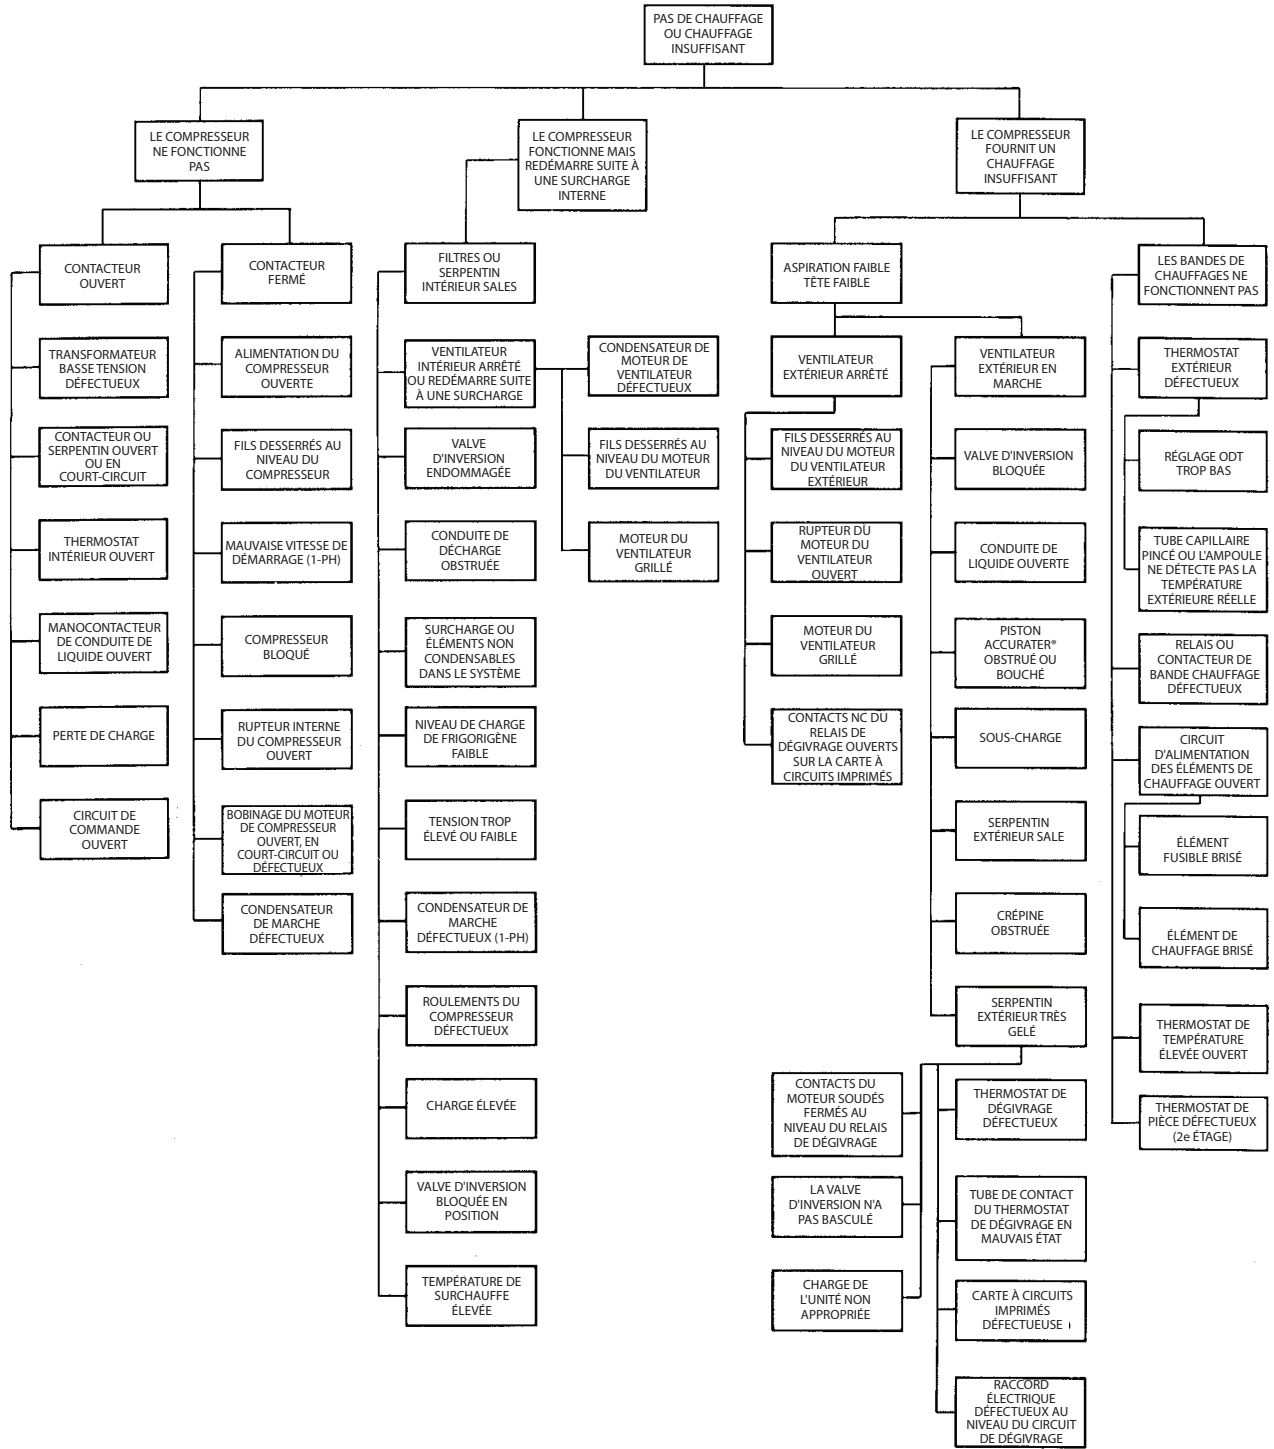 PAS DE CHAUFFAGE
OU CHAUFFAGE
INSUFFISANT
LE COMPRESSEUR
NE FONCTIONNE
PAS
LE COMPRESSEUR
FONCTIONNE MAIS
REDÉMARRE SUITE À
UNE SURCHARGE
INTERNE
LE COMPRESSEUR
FOURNIT UN
CHAUFFAGE
INSUFFISANT
CONTACTEUR
OUVERT
TRANSFORMATEUR
BASSE TENSION
DÉFECTUEUX
CONTACTEUR OU
SERPENTIN OUVERT
OU EN
COURT-CIRCUIT
THERMOSTAT
INTÉRIEUR OUVERT
MANOCONTACTEUR
DE CONDUITE DE
LIQUIDE OUVERT
PERTE DE CHARGE
CIRCUIT DE
COMMANDE
OUVERT
CONTACTEUR
FERMÉ
ALIMENTATION DU
COMPRESSEUR
OUVERTE
FILS DESSERRÉS AU
NIVEAU DU
COMPRESSEUR
MAUVAISE VITESSE DE
DÉMARRAGE (1-PH)
COMPRESSEUR
BLOQUÉ
RUPTEUR INTERNE
DU COMPRESSEUR
OUVERT
BOBINAGE DU MOTEUR
DE COMPRESSEUR
OUVERT, EN
COURT-CIRCUIT OU
DÉFECTUEUX
CONDENSATEUR
DE MARCHE
DÉFECTUEUX
FILTRES OU
SERPENTIN
INTÉRIEUR SALES
VENTILATEUR
INTÉRIEUR ARRÊTÉ
OU REDÉMARRE SUITE
À UNE SURCHARGE
VALVE
D'INVERSION
ENDOMMAGÉE
CONDUITE DE
DÉCHARGE
OBSTRUÉE
SURCHARGE OU
ÉLÉMENTS NON
CONDENSABLES
DANS LE SYSTÈME
NIVEAU DE CHARGE
DE FRIGORIGÈNE
FAIBLE
TENSION TROP
ÉLEVÉ OU FAIBLE
CONDENSATEUR DE
MARCHE
DÉFECTUEUX (1-PH)
ROULEMENTS DU
COMPRESSEUR
DÉFECTUEUX
CHARGE ÉLEVÉE
VALVE D'INVERSION
BLOQUÉE EN
POSITION
TEMPÉRATURE DE
SURCHAUFFE
ÉLEVÉE
CONDENSATEUR DE
MOTEUR DE
VENTILATEUR
DÉFECTUEUX
FILS DESSERRÉS AU
NIVEAU DU MOTEUR
DU VENTILATEUR
MOTEUR DU
VENTILATEUR
GRILLÉ
ASPIRATION FAIBLE
TÊTE FAIBLE
VENTILATEUR
EXTÉRIEUR ARRÊTÉ
FILS DESSERRÉS AU
NIVEAU DU MOTEUR
DU VENTILATEUR
EXTÉRIEUR
RUPTEUR DU
MOTEUR DU
VENTILATEUR
OUVERT
MOTEUR DU
VENTILATEUR
GRILLÉ
CONTACTS NC DU
RELAIS DE
DÉGIVRAGE OUVERTS
SUR LA CARTE À
CIRCUITS IMPRIMÉS
VENTILATEUR
EXTÉRIEUR EN
MARCHE
VALVE D'INVERSION
BLOQUÉE
CONDUITE DE
LIQUIDE OUVERTE
PISTON
ACCURATER®
OBSTRUÉ OU
BOUCHÉ
SOUS-CHARGE
SERPENTIN
EXTÉRIEUR SALE
CRÉPINE
OBSTRUÉE
SERPENTIN
EXTÉRIEUR TRÈS
GELÉ
CONTACTS DU
MOTEUR SOUDÉS
FERMÉS AU
NIVEAU DU RELAIS
DE DÉGIVRAGE
LA VALVE
D'INVERSION N'A
PAS BASCULÉ
CHARGE DE
L'UNITÉ NON
APPROPRIÉE
THERMOSTAT DE
DÉGIVRAGE
DÉFECTUEUX
TUBE DE CONTACT
DU THERMOSTAT
DE DÉGIVRAGE EN
MAUVAIS ÉTAT
CARTE À CIRCUITS
IMPRIMÉS
DÉFECTUEUSE
RACCORD
ÉLECTRIQUE
DÉFECTUEUX AU
NIVEAU DU CIRCUIT
DE DÉGIVRAGE
LES BANDES DE
CHAUFFAGES NE
FONCTIONNENT PAS
THERMOSTAT
EXTÉRIEUR
DÉFECTUEUX
RÉGLAGE ODT
TROP BAS
TUBE CAPILLAIRE
PINCÉ OU L'AMPOULE
NE DÉTECTE PAS LA
TEMPÉRATURE
EXTÉRIEURE RÉELLE
RELAIS OU
CONTACTEUR DE
BANDE CHAUFFAGE
DÉFECTUEUX
CIRCUIT
D'ALIMENTATION
DES ÉLÉMENTS DE
CHAUFFAGE OUVERT
ÉLÉMENT
FUSIBLE BRISÉ
ÉLÉMENT DE
CHAUFFAGE BRISÉ
THERMOSTAT DE
TEMPÉRATURE
ÉLEVÉE OUVERT
THERMOSTAT DE
PIÈCE DÉFECTUEUX
(2e ÉTAGE)